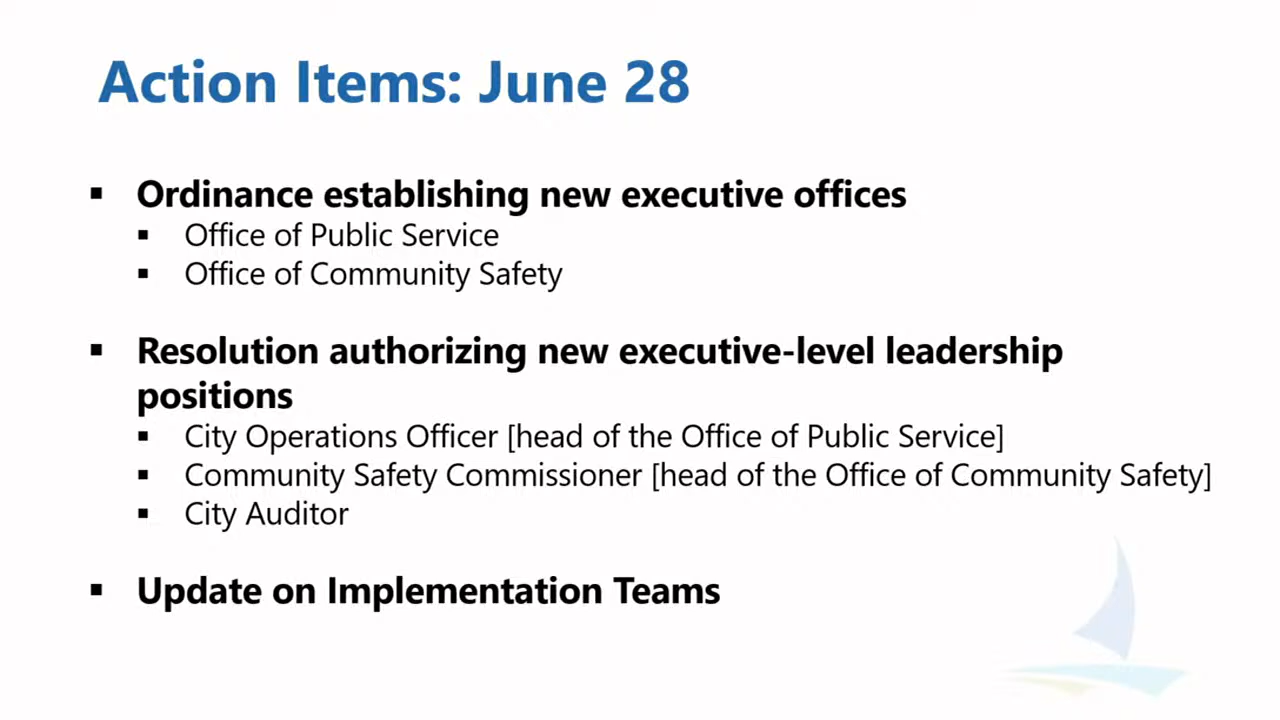 Action Items: June 28
▪ Ordinance establishing new executive offices
▪ Office of Public Service
▪ Office of Community Safety
▪ Resolution authorizing new executive-level leadership
positions
▪ City Operations Officer [head of the Office of Public Service]
▪ Community Safety Commissioner [head of the Office of Community Safety]
▪ City Auditor
▪ Update on Implementation Teams